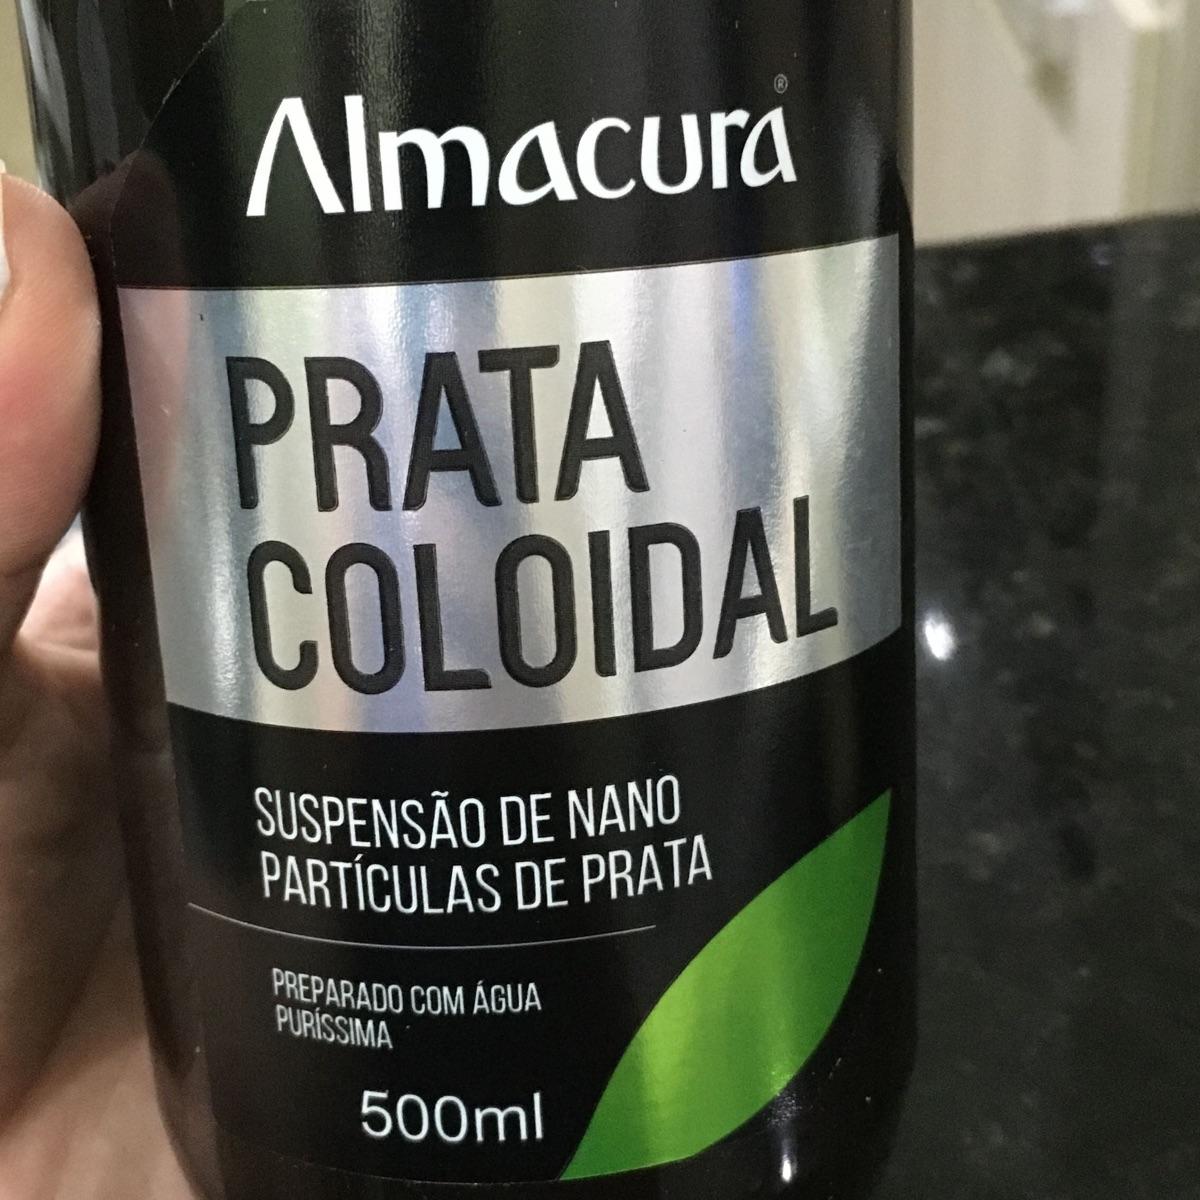 Almacura®
PRATA
COLOIDAL
SUSPENSÃO DE NANO
PARTÍCULAS DE PRATA
PREPARADO COM ÁGUA
PURÍSSIMA
500ml